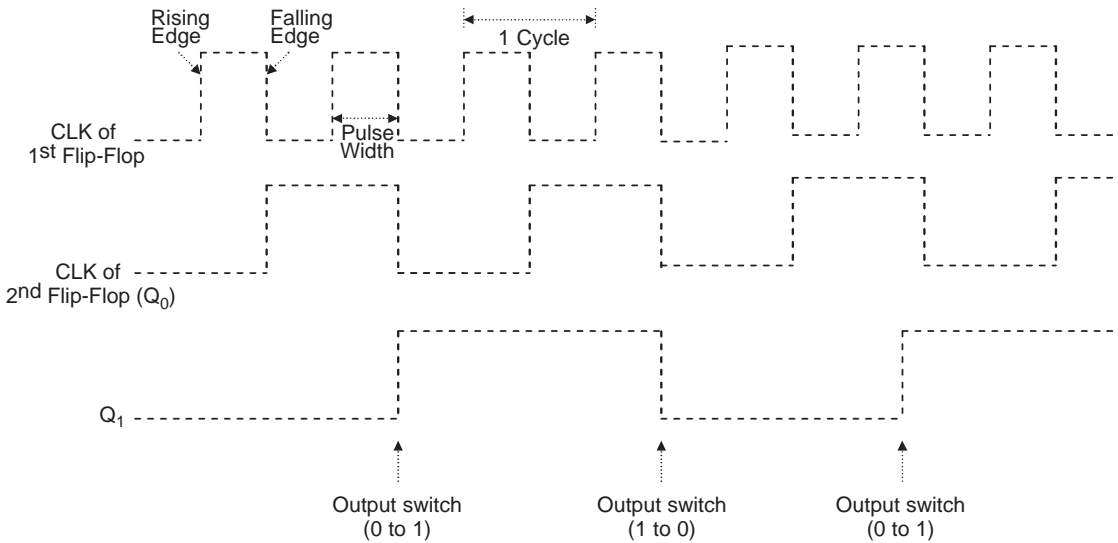 Rising
Edge
Falling
Edge
1 Cycle
Pulse
Width
CLK of
1st Flip-Flop
CLK of
2nd Flip-Flop (Q0)
Q1
Output switch
(0 to 1)
Output switch
(1 to 0)
Output switch
(0 to 1)